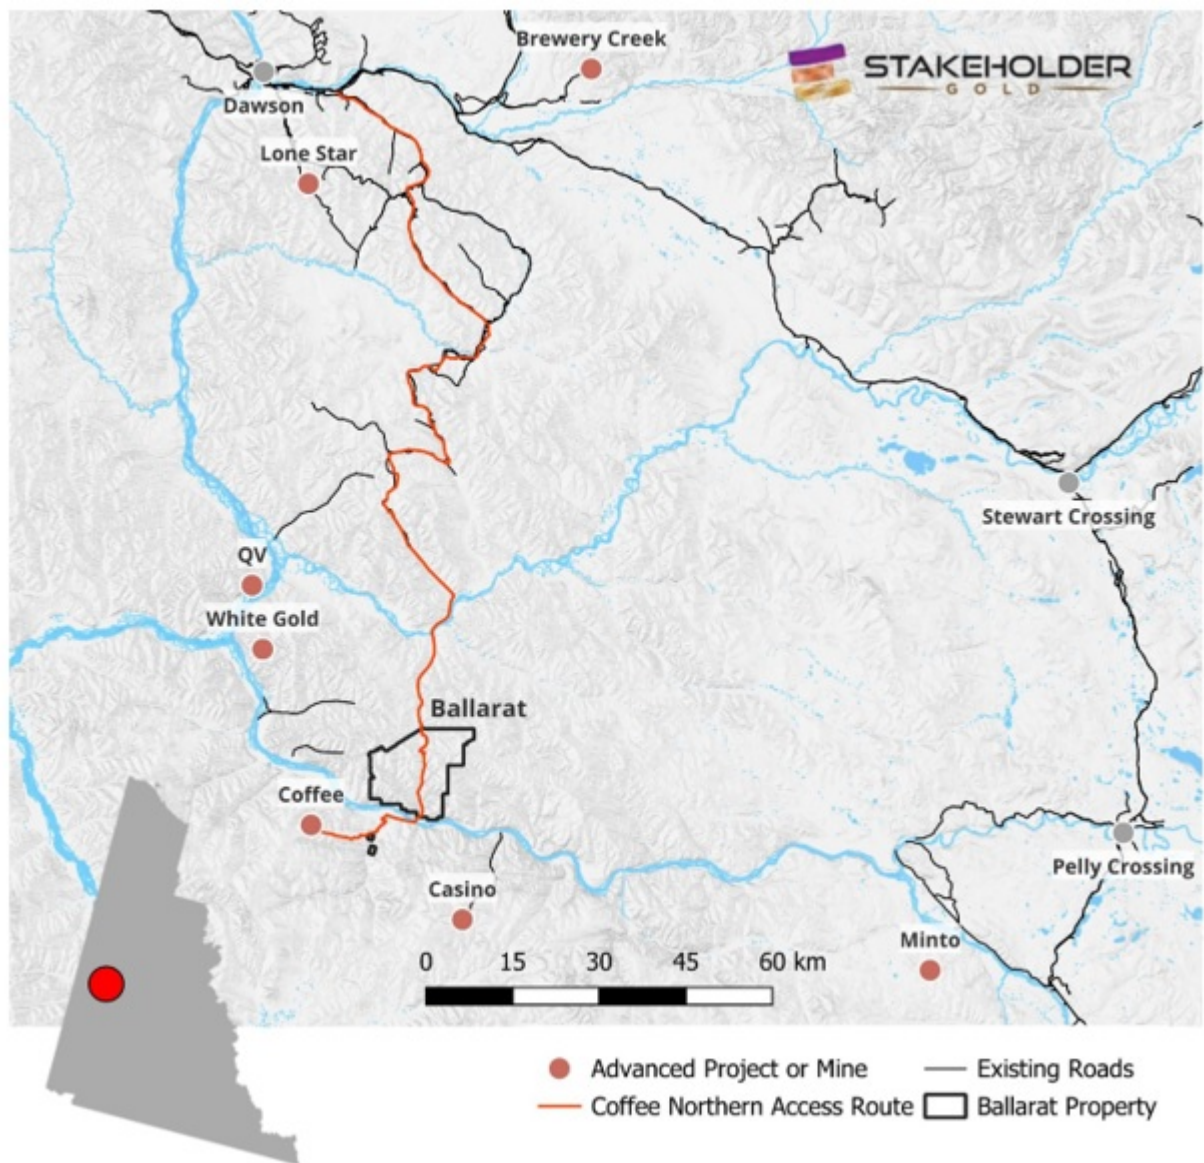 Brewery Creek
STAKEHOLDER
GOLD
Dawson
Lone Star
Stewart Crossing
QV
White Gold
Ballarat
Coffee
Pelly Crossing
Casino
Minto
0 15 30 45 60 km
Advanced Project or Mine
Existing Roads
Coffee Northern Access Route
Ballarat Property